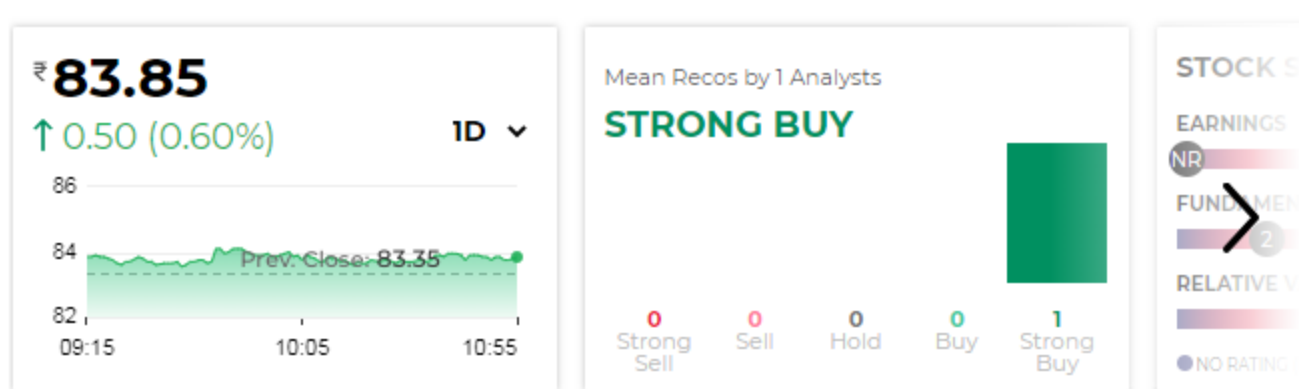 ₹83.85
↑ 0.50 (0.60%)
1D
86
84
82
Prev. Close: 83.35
09:15 10:05 10:55
Mean Recos by 1 Analysts
STRONG BUY
0 0 0 0 1
Strong Sell Hold Buy Strong
Sell Buy
STOCK S
EARNINGS
NR
FUNDAMEN
2
RELATIVE V
NO RATING